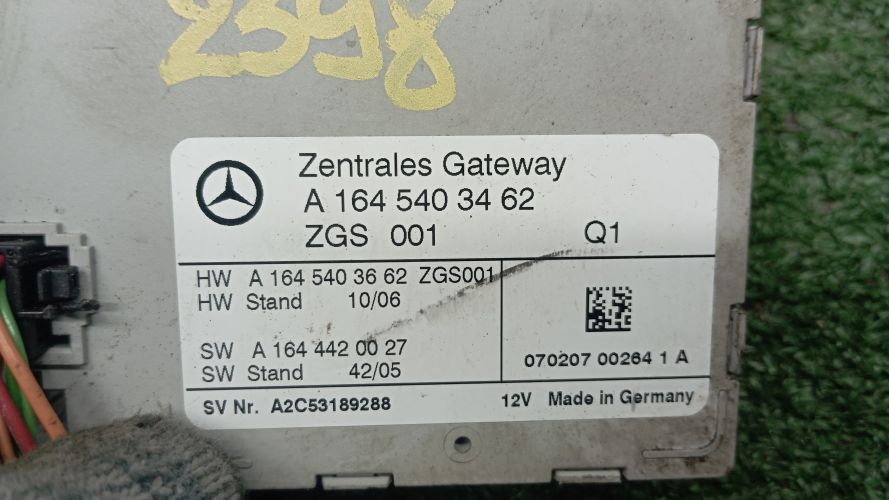 2398
Zentrales Gateway
A 164 540 34 62
ZGS 001 Q1
HW A 164 540 36 62 ZGS001
HW Stand 10/06
SW A 164 442 00 27
SW Stand 42/05
070207 00264 1 A
SV Nr. A2C53189288 12V Made in Germany